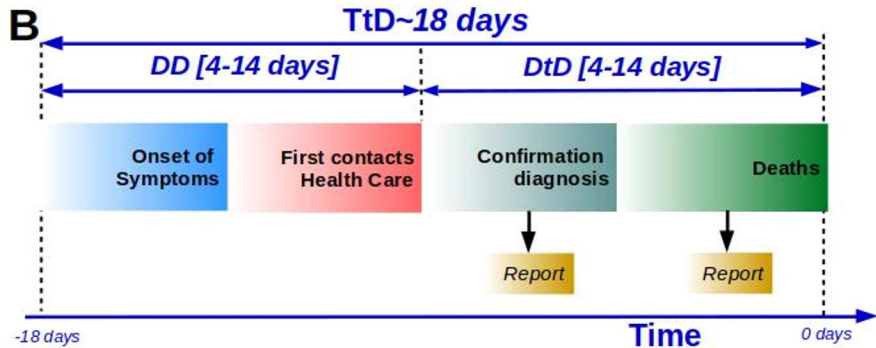 B
TtD~18 days
DD [4-14 days]
DtD [4-14 days]
Onset of
Symptoms
First contacts
Health Care
Confirmation
diagnosis
Deaths
Report
Report
-18 days
Time
0 days